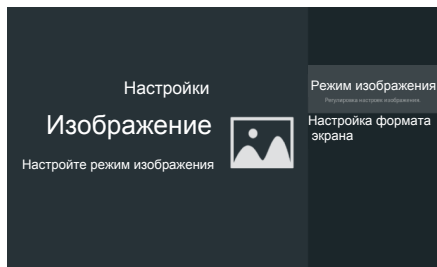 Настройки
Изображение
Настройте режим изображения
Режим изображения
Регулировка настроек изображения
Настройка формата
экрана